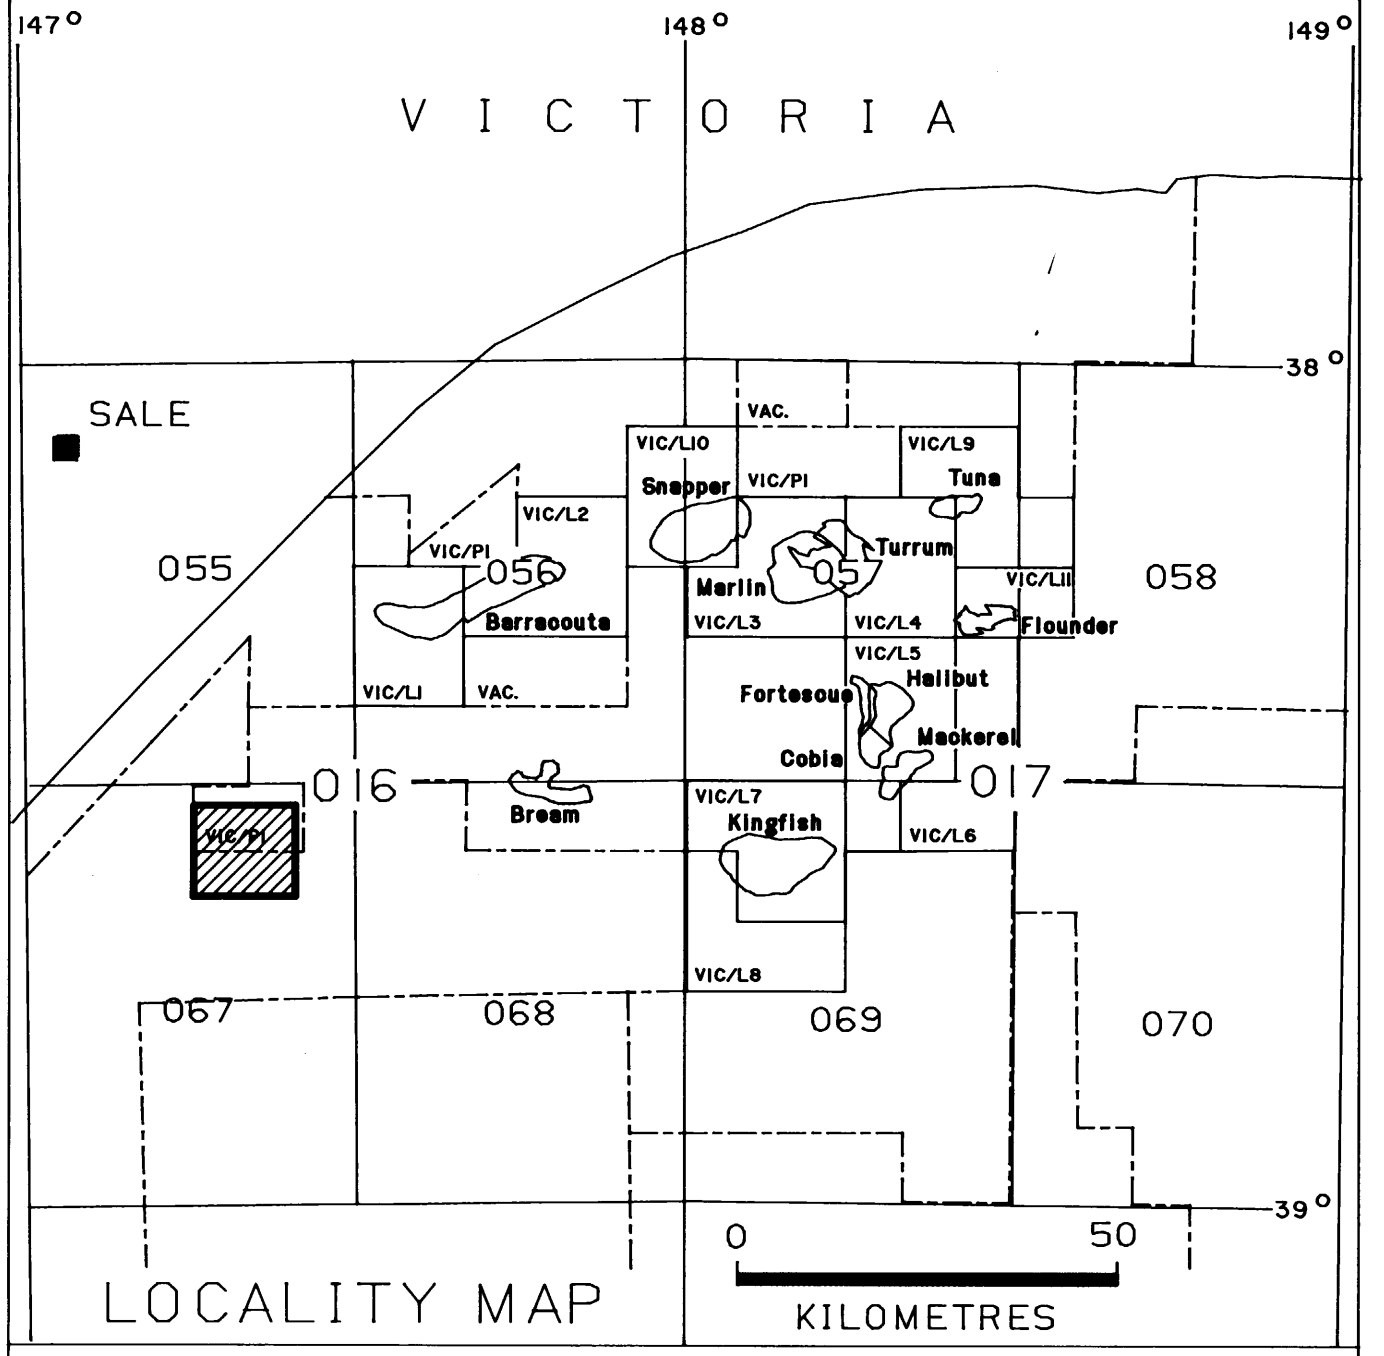 147° 148° 149°
VICTORIA
38°
SALE
VAC.
VIC/L10
VIC/L9
Snapper
VIC/P1
Tuna
VIC/L2
VIC/P1
Turrum
055
056
05
058
VIC/L11
Marlin
Barracouta
VIC/L3
VIC/L4
Flounder
VIC/L5
VIC/L1
VAC.
Halibut
Fortescue
Mackerel
Cobia
016
017
Bream
VIC/L7
Kingfish
VIC/P1
VIC/L6
VIC/L8
067
068
069
070
39°
0 50
KILOMETRES
LOCALITY MAP